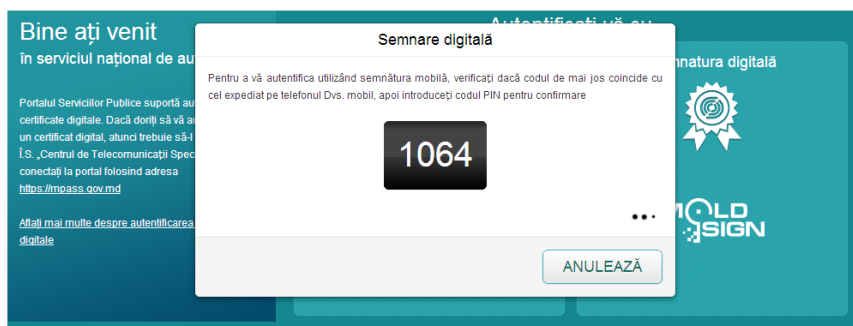 Bine ați venit
în serviciul național de au
Portalul Serviciilor Publice suportă au
certificate digitale. Dacă doriți să vă au
un certificat digital, atunci trebuie să-l
Î.S. „Centrul de Telecomunicații Spec
conectați la portal folosind adresa
https://mpass.gov.md
Aflați mai multe despre autentificarea
digitale
Autentificați-vă cu
Semnare digitală
Pentru a vă autentifica utilizând semnătura mobilă, verificați dacă codul de mai jos coincide cu
cel expediat pe telefonul Dvs. mobil, apoi introduceți codul PIN pentru confirmare
1064
ANULEAZĂ
mnatura digitală
MOLD
SIGN